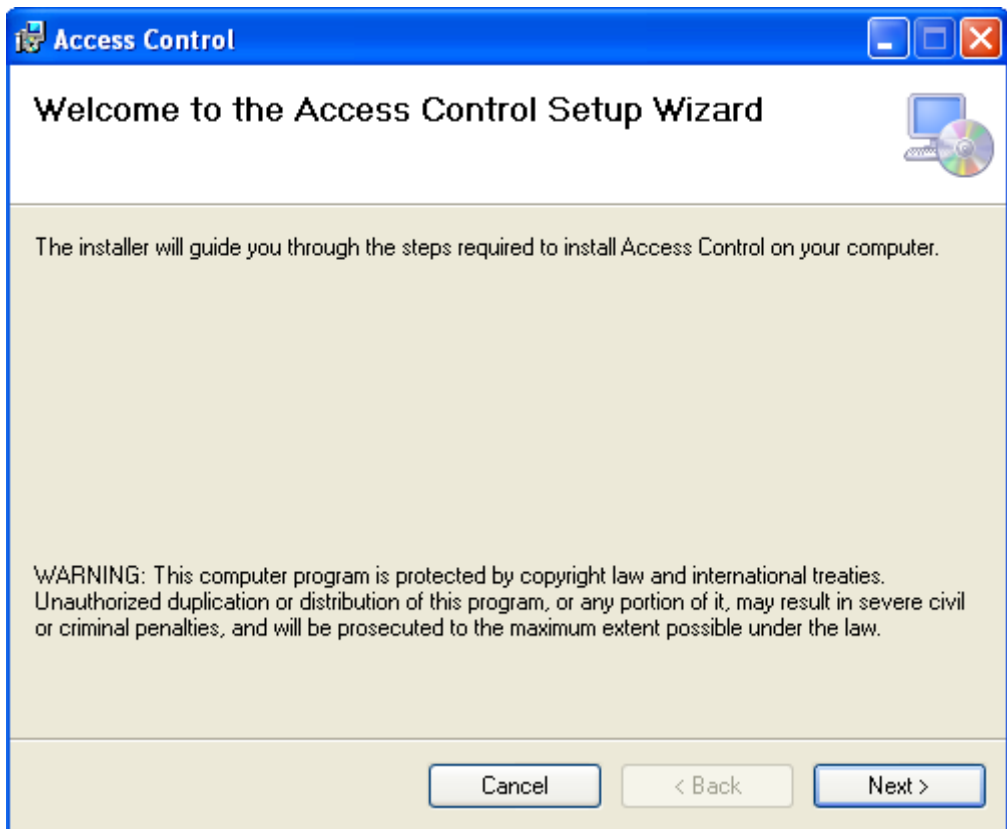 Access Control
Welcome to the Access Control Setup Wizard
The installer will guide you through the steps required to install Access Control on your computer.
WARNING: This computer program is protected by copyright law and international treaties.
Unauthorized duplication or distribution of this program, or any portion of it, may result in severe civil
or criminal penalties, and will be prosecuted to the maximum extent possible under the law.
Cancel
< Back
Next >